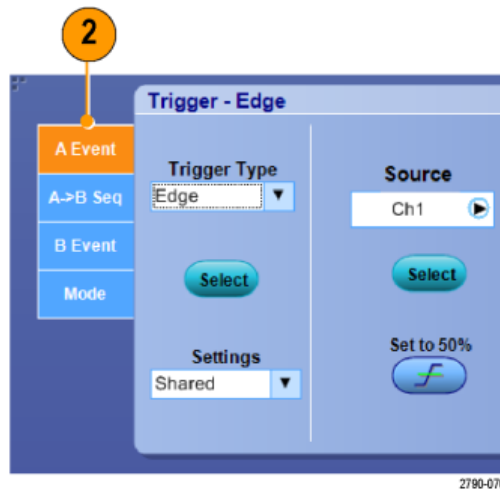 2
Trigger - Edge
A Event
A->B Seq
B Event
Mode
Trigger Type
Edge
Select
Settings
Shared
Source
Ch1
Select
Set to 50%